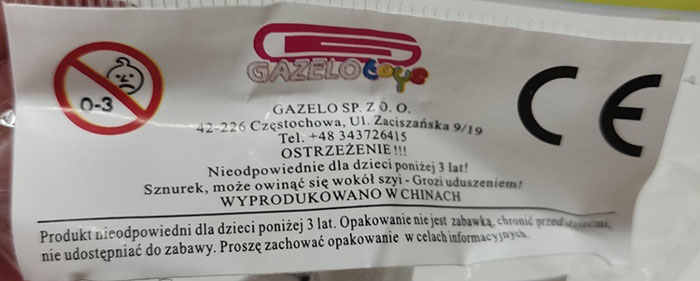 GAZELO toys
0-3
CE
GAZELO SP. Z O. O.
42-226 Częstochowa, Ul. Zaciszańska 9/19
Tel. +48 343726415
OSTRZEŻENIE!!!
Nieodpowiednie dla dzieci poniżej 3 lat!
Sznurek, może owinąć się wokół szyi - Grozi uduszeniem!
WYPRODUKOWANO W CHINACH
Produkt nieodpowiedni dla dzieci poniżej 3 lat. Opakowanie nie jest zabawką, chronić przed dziećmi,
nie udostępniać do zabawy. Proszę zachować opakowanie w celach informacyjnych.